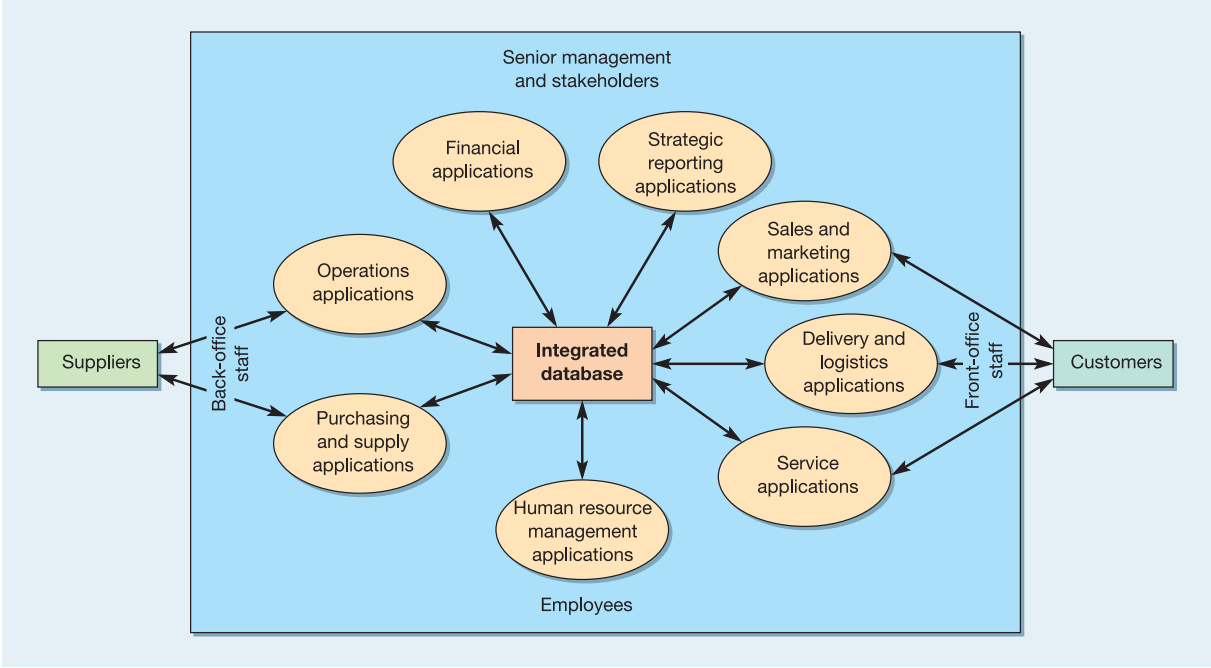 Senior management
and stakeholders
Financial
applications
Strategic
reporting
applications
Sales and
marketing
applications
Operations
applications
Suppliers
Back-office
staff
Integrated
database
Delivery and
logistics
applications
Front-office
staff
Customers
Purchasing
and supply
applications
Service
applications
Human resource
management
applications
Employees